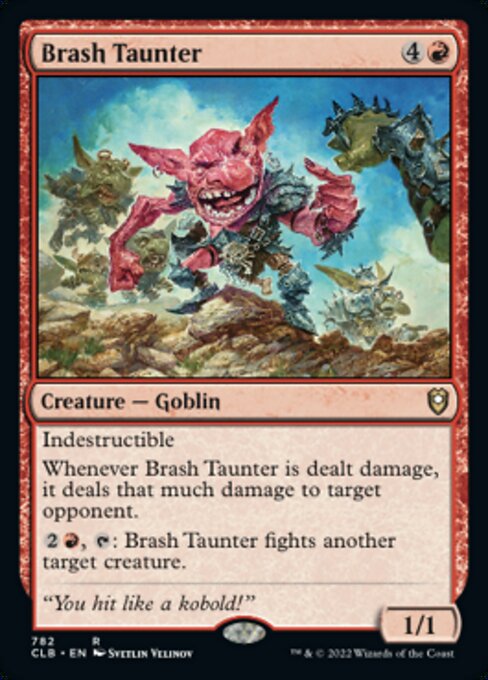 Brash Taunter 4
Creature — Goblin
Indestructible
Whenever Brash Taunter is dealt damage,
it deals that much damage to target
opponent.
2 , : Brash Taunter fights another
target creature.
“You hit like a kobold!”
1/1
782 R
CLB • EN Svetlin Velinov
™ & © 2022 Wizards of the Coast